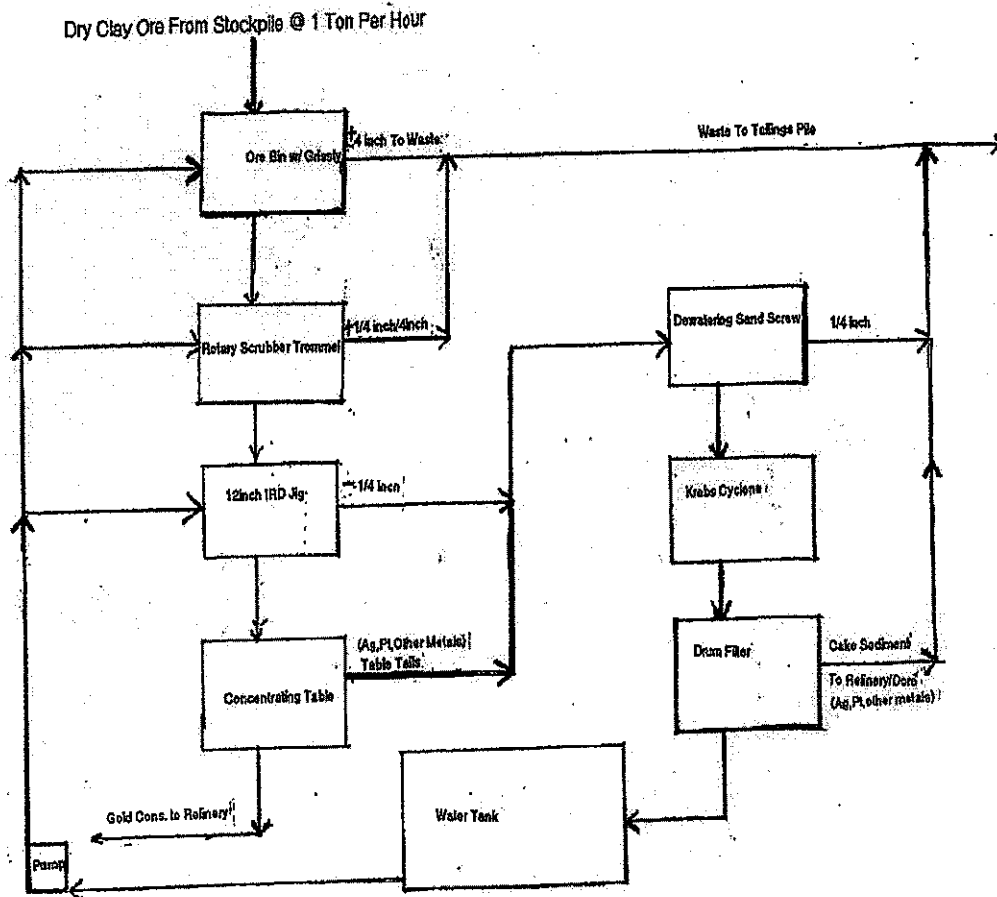 Dry Clay Ore From Stockpile @ 1 Ton Per Hour
Ore Bin w/ Grizzly
+4 inch To Waste
Waste To Tailings Pile
Rotary Scrubber Trommel
+1/4 inch/4inch
Dewatering Sand Screw
1/4 inch
12inch IRD Jig
-1/4 inch
Krebs Cyclone
Concentrating Table
(Ag,Pt,Other Metals)
Table Tails
Drum Filter
Cake Sediment
To Refinery/Dore
(Ag,Pt,other metals)
Gold Cons. to Refinery
Water Tank
Pump